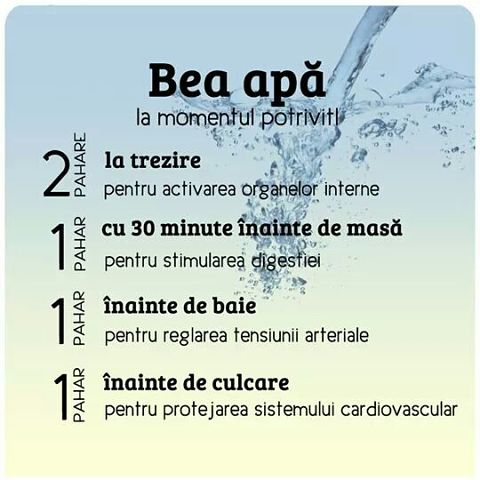 Bea apă
la momentul potrivit!
2 PAHARE
la trezire
pentru activarea organelor interne
1 PAHAR
cu 30 minute înainte de masă
pentru stimularea digestiei
1 PAHAR
înainte de baie
pentru reglarea tensiunii arteriale
1 PAHAR
înainte de culcare
pentru protejarea sistemului cardiovascular